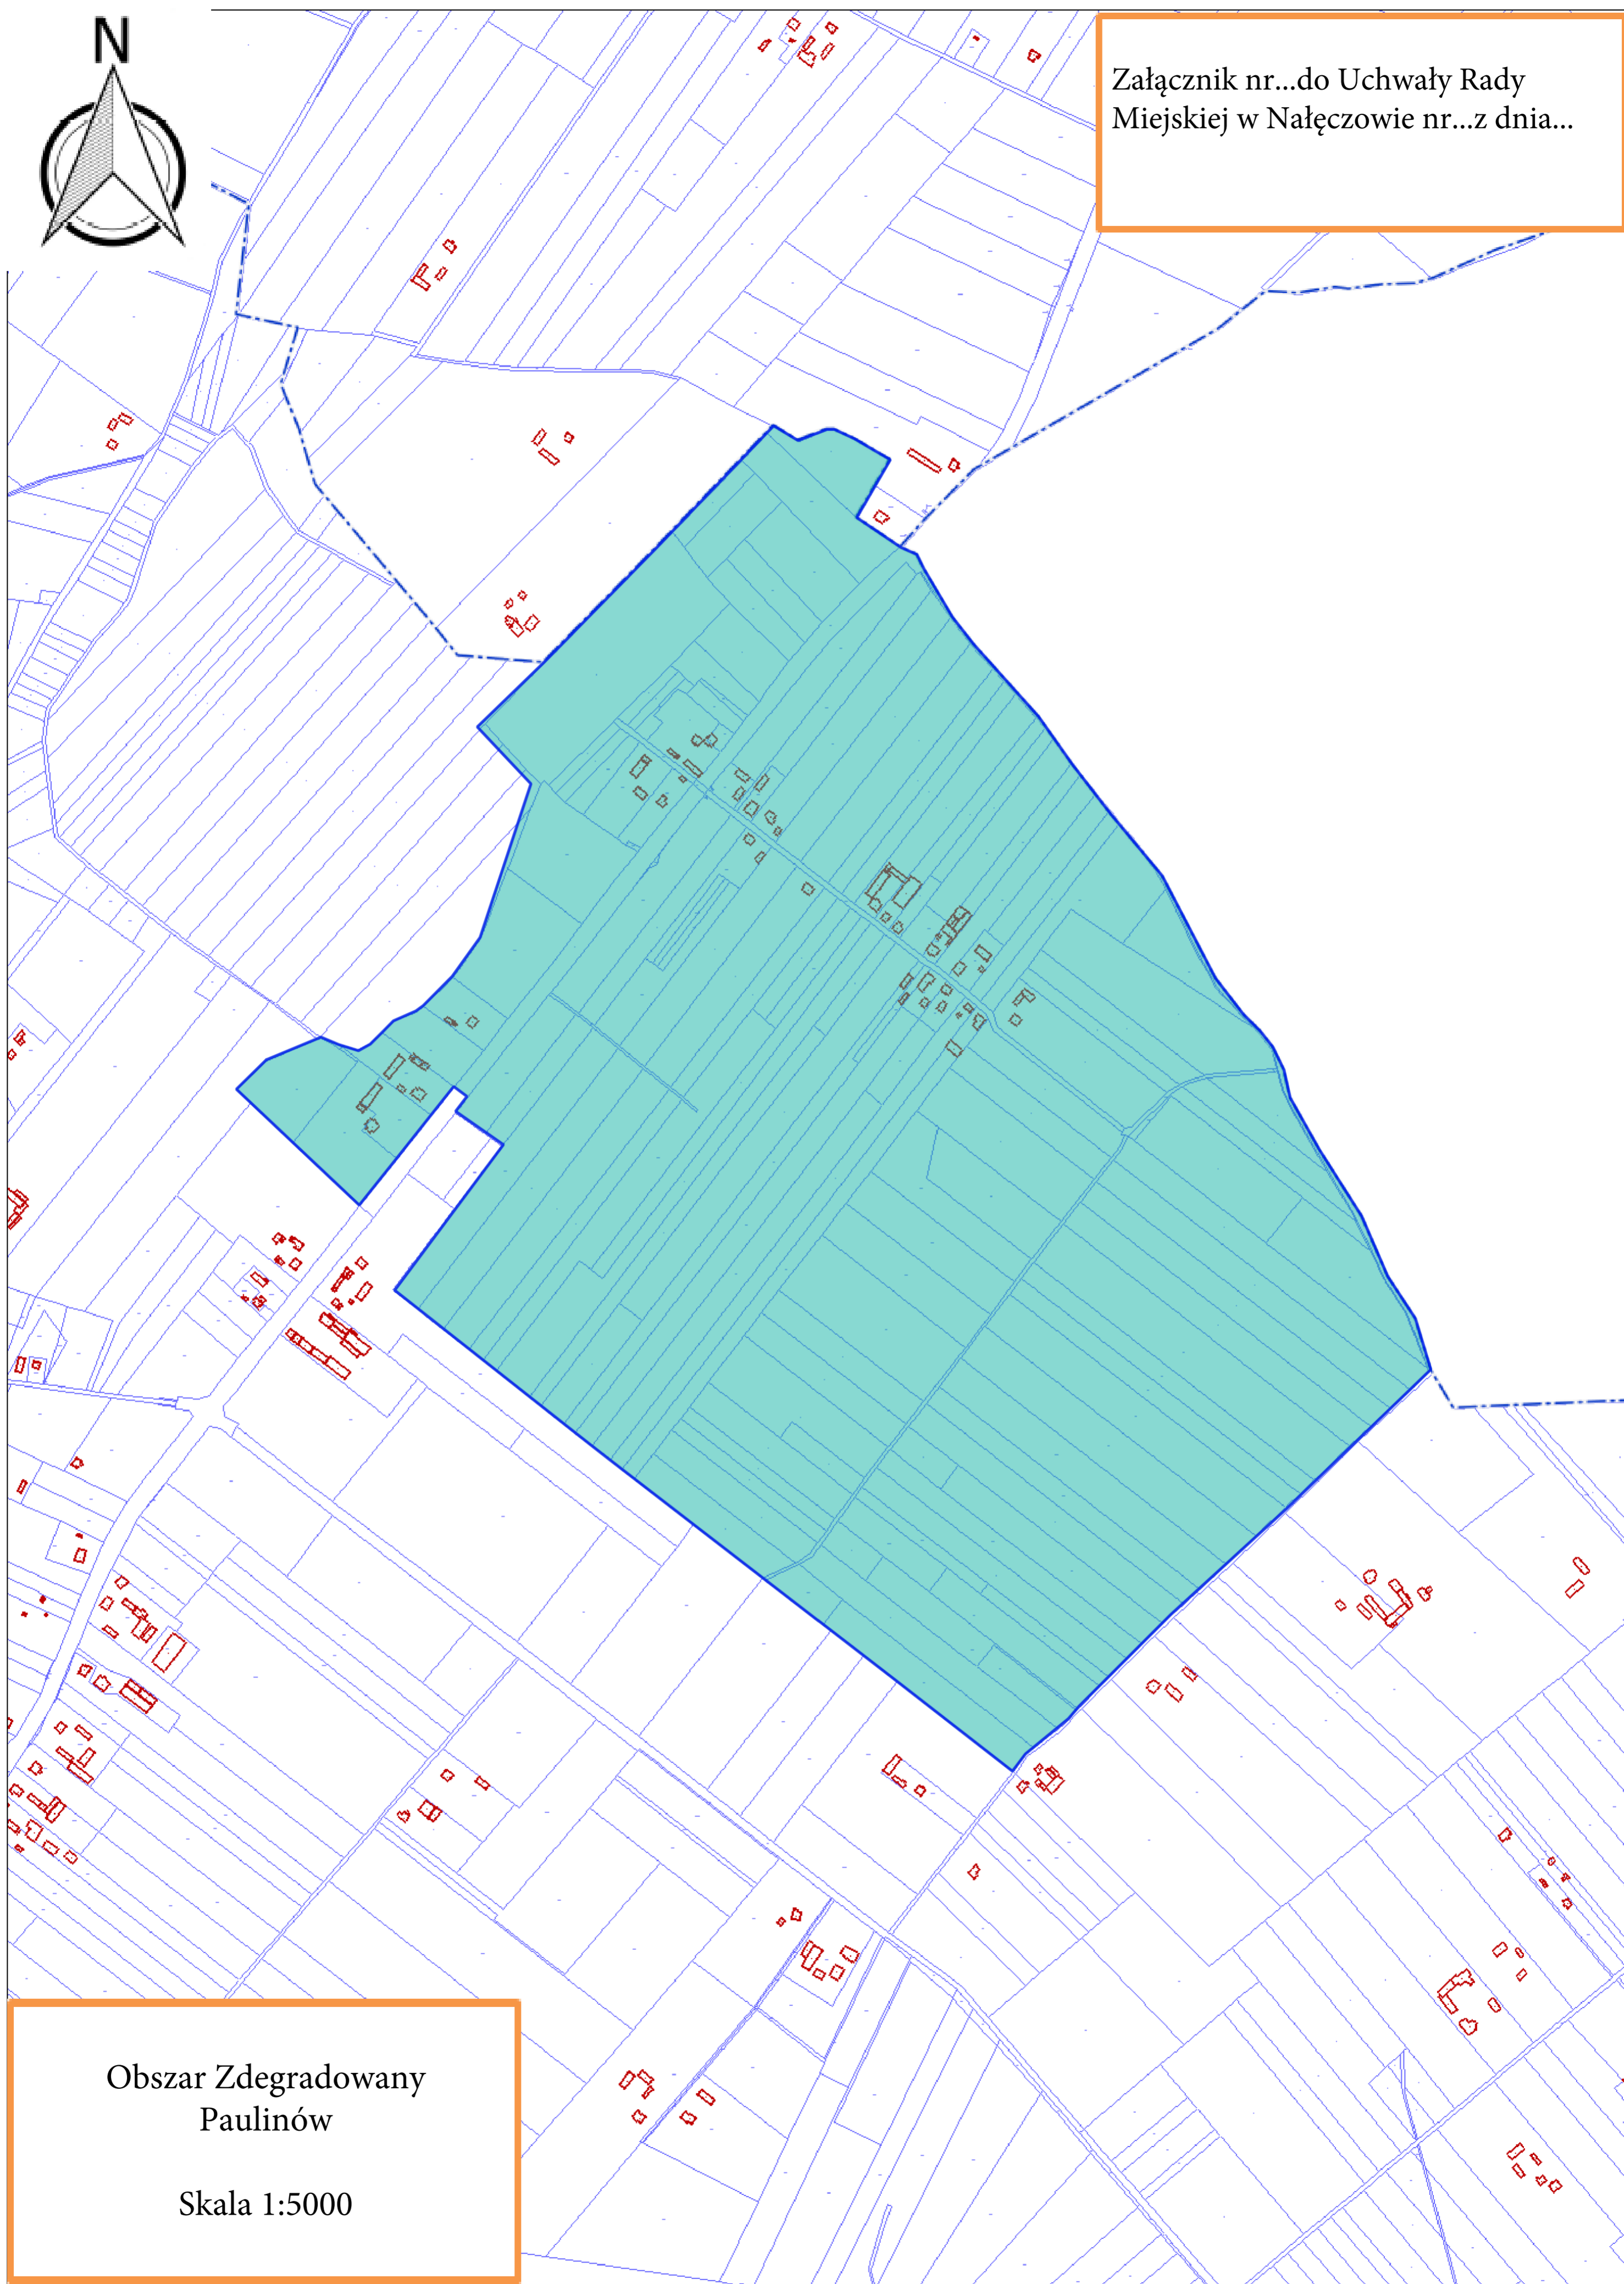 N
Załącznik nr...do Uchwały Rady
Miejskiej w Nałęczowie nr...z dnia...
Obszar Zdegradowany
Paulinów
Skala 1:5000